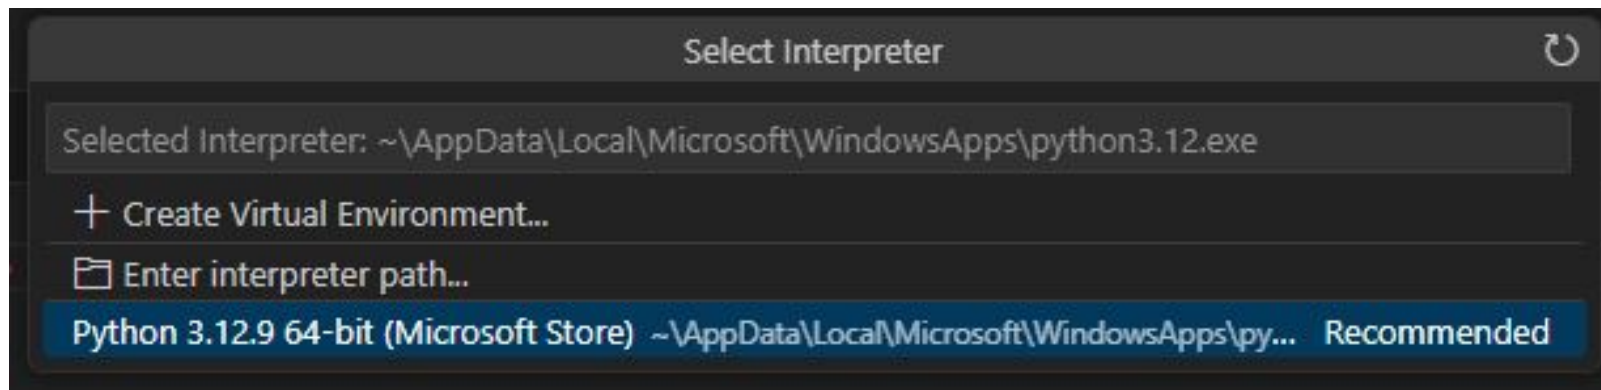 Select Interpreter
Selected Interpreter: ~\AppData\Local\Microsoft\WindowsApps\python3.12.exe
Create Virtual Environment...
Enter interpreter path...
Python 3.12.9 64-bit (Microsoft Store) ~\AppData\Local\Microsoft\WindowsApps\py... Recommended